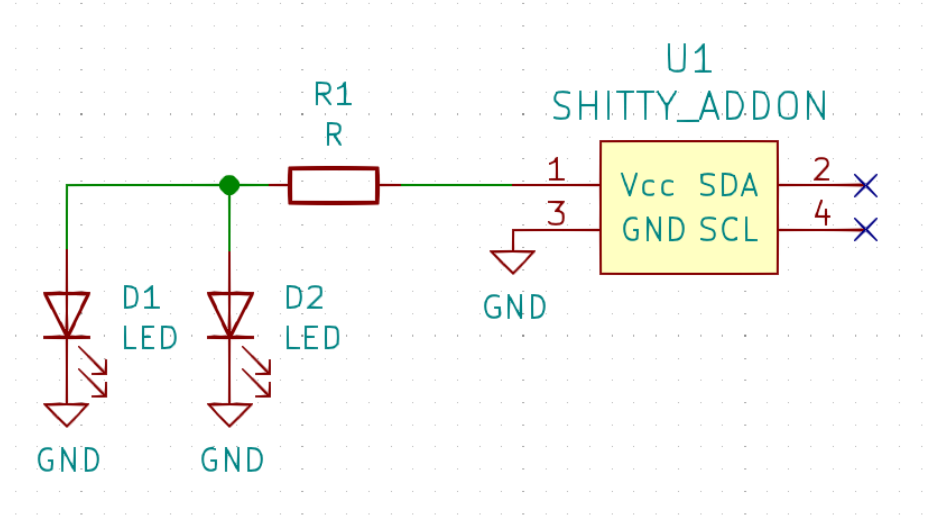 U1
SHITTY_ADDON
R1
R
1
Vcc SDA
2
3
GND SCL
4
GND
D1
LED
D2
LED
GND
GND